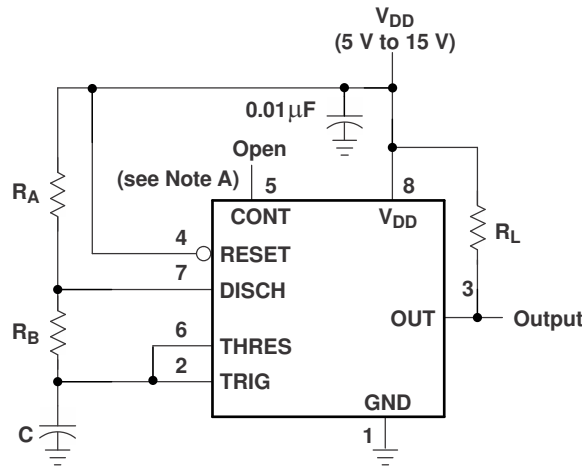 VDD
(5 V to 15 V)
0.01µF
Open
(see Note A)
5
8
RA
CONT
VDD
RL
4
RESET
7
DISCH
3
RB
6
OUT
Output
THRES
2
TRIG
GND
C
1